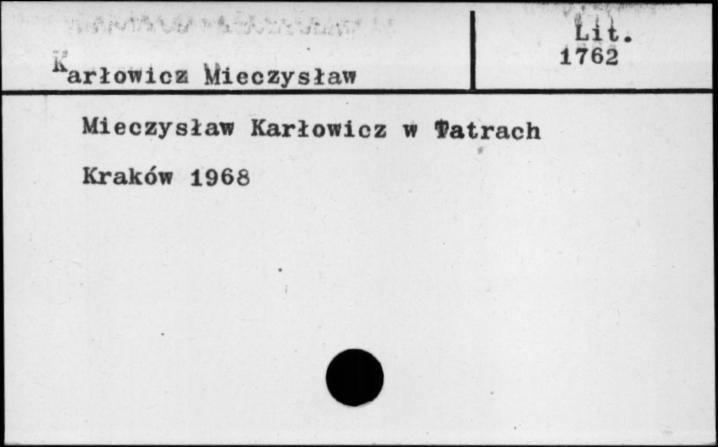 Karłowicz Mieczysław
Lit.
1762
Mieczysław Karłowicz w Tatrach
Kraków 1968